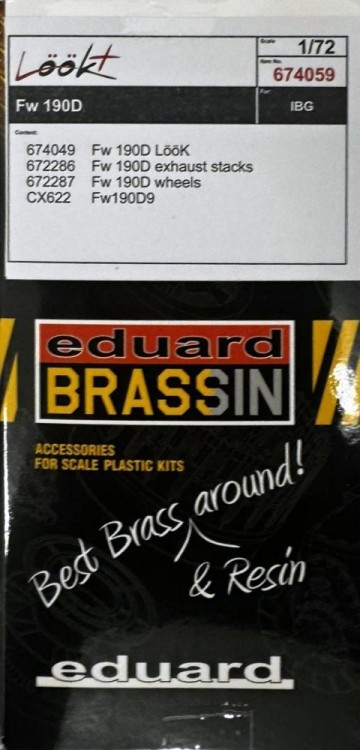 Löök+
Scale 1/72
Item No. 674059
Fw 190D
For: IBG
Content:
674049 Fw 190D LööK
672286 Fw 190D exhaust stacks
672287 Fw 190D wheels
CX622 Fw190D9
eduard
BRASSIN
ACCESSORIES
FOR SCALE PLASTIC KITS
Best Brass around!
& Resin
eduard